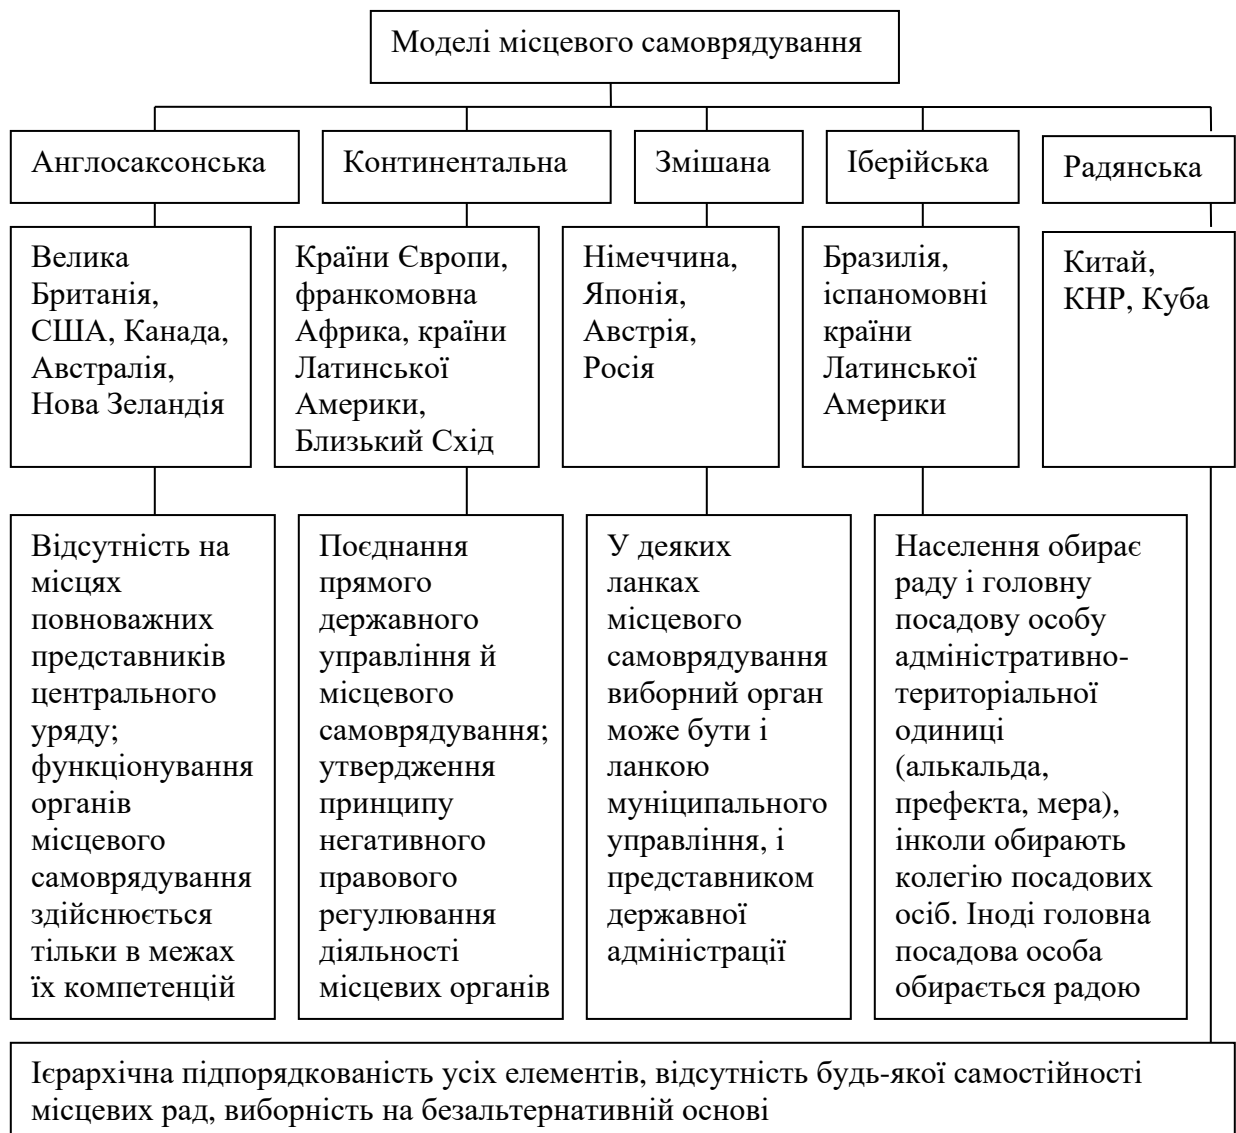 Моделі місцевого самоврядування
Англосаксонська
Континентальна
Змішана
Іберійська
Радянська
Велика
Британія,
США, Канада,
Австралія,
Нова Зеландія
Країни Європи,
франкомовна
Африка, країни
Латинської
Америки,
Близький Схід
Німеччина,
Японія,
Австрія,
Росія
Бразилія,
іспаномовні
країни
Латинської
Америки
Китай,
КНР, Куба
Відсутність на
місцях
повноважних
представників
центрального
уряду;
функціонування
органів
місцевого
самоврядування
здійснюється
тільки в межах
їх компетенцій
Поєднання
прямого
державного
управління й
місцевого
самоврядування;
утвердження
принципу
негативного
правового
регулювання
діяльності
місцевих органів
У деяких
ланках
місцевого
самоврядування
виборний орган
може бути і
ланкою
муніципального
управління, і
представником
державної
адміністрації
Населення обирає
раду і головну
посадову особу
адміністративно-
територіальної
одиниці
(алькальда,
префекта, мера),
інколи обирають
колегію посадових
осіб. Іноді головна
посадова особа
обирається радою
Ієрархічна підпорядкованість усіх елементів, відсутність будь-якої самостійності
місцевих рад, виборність на безальтернативній основі